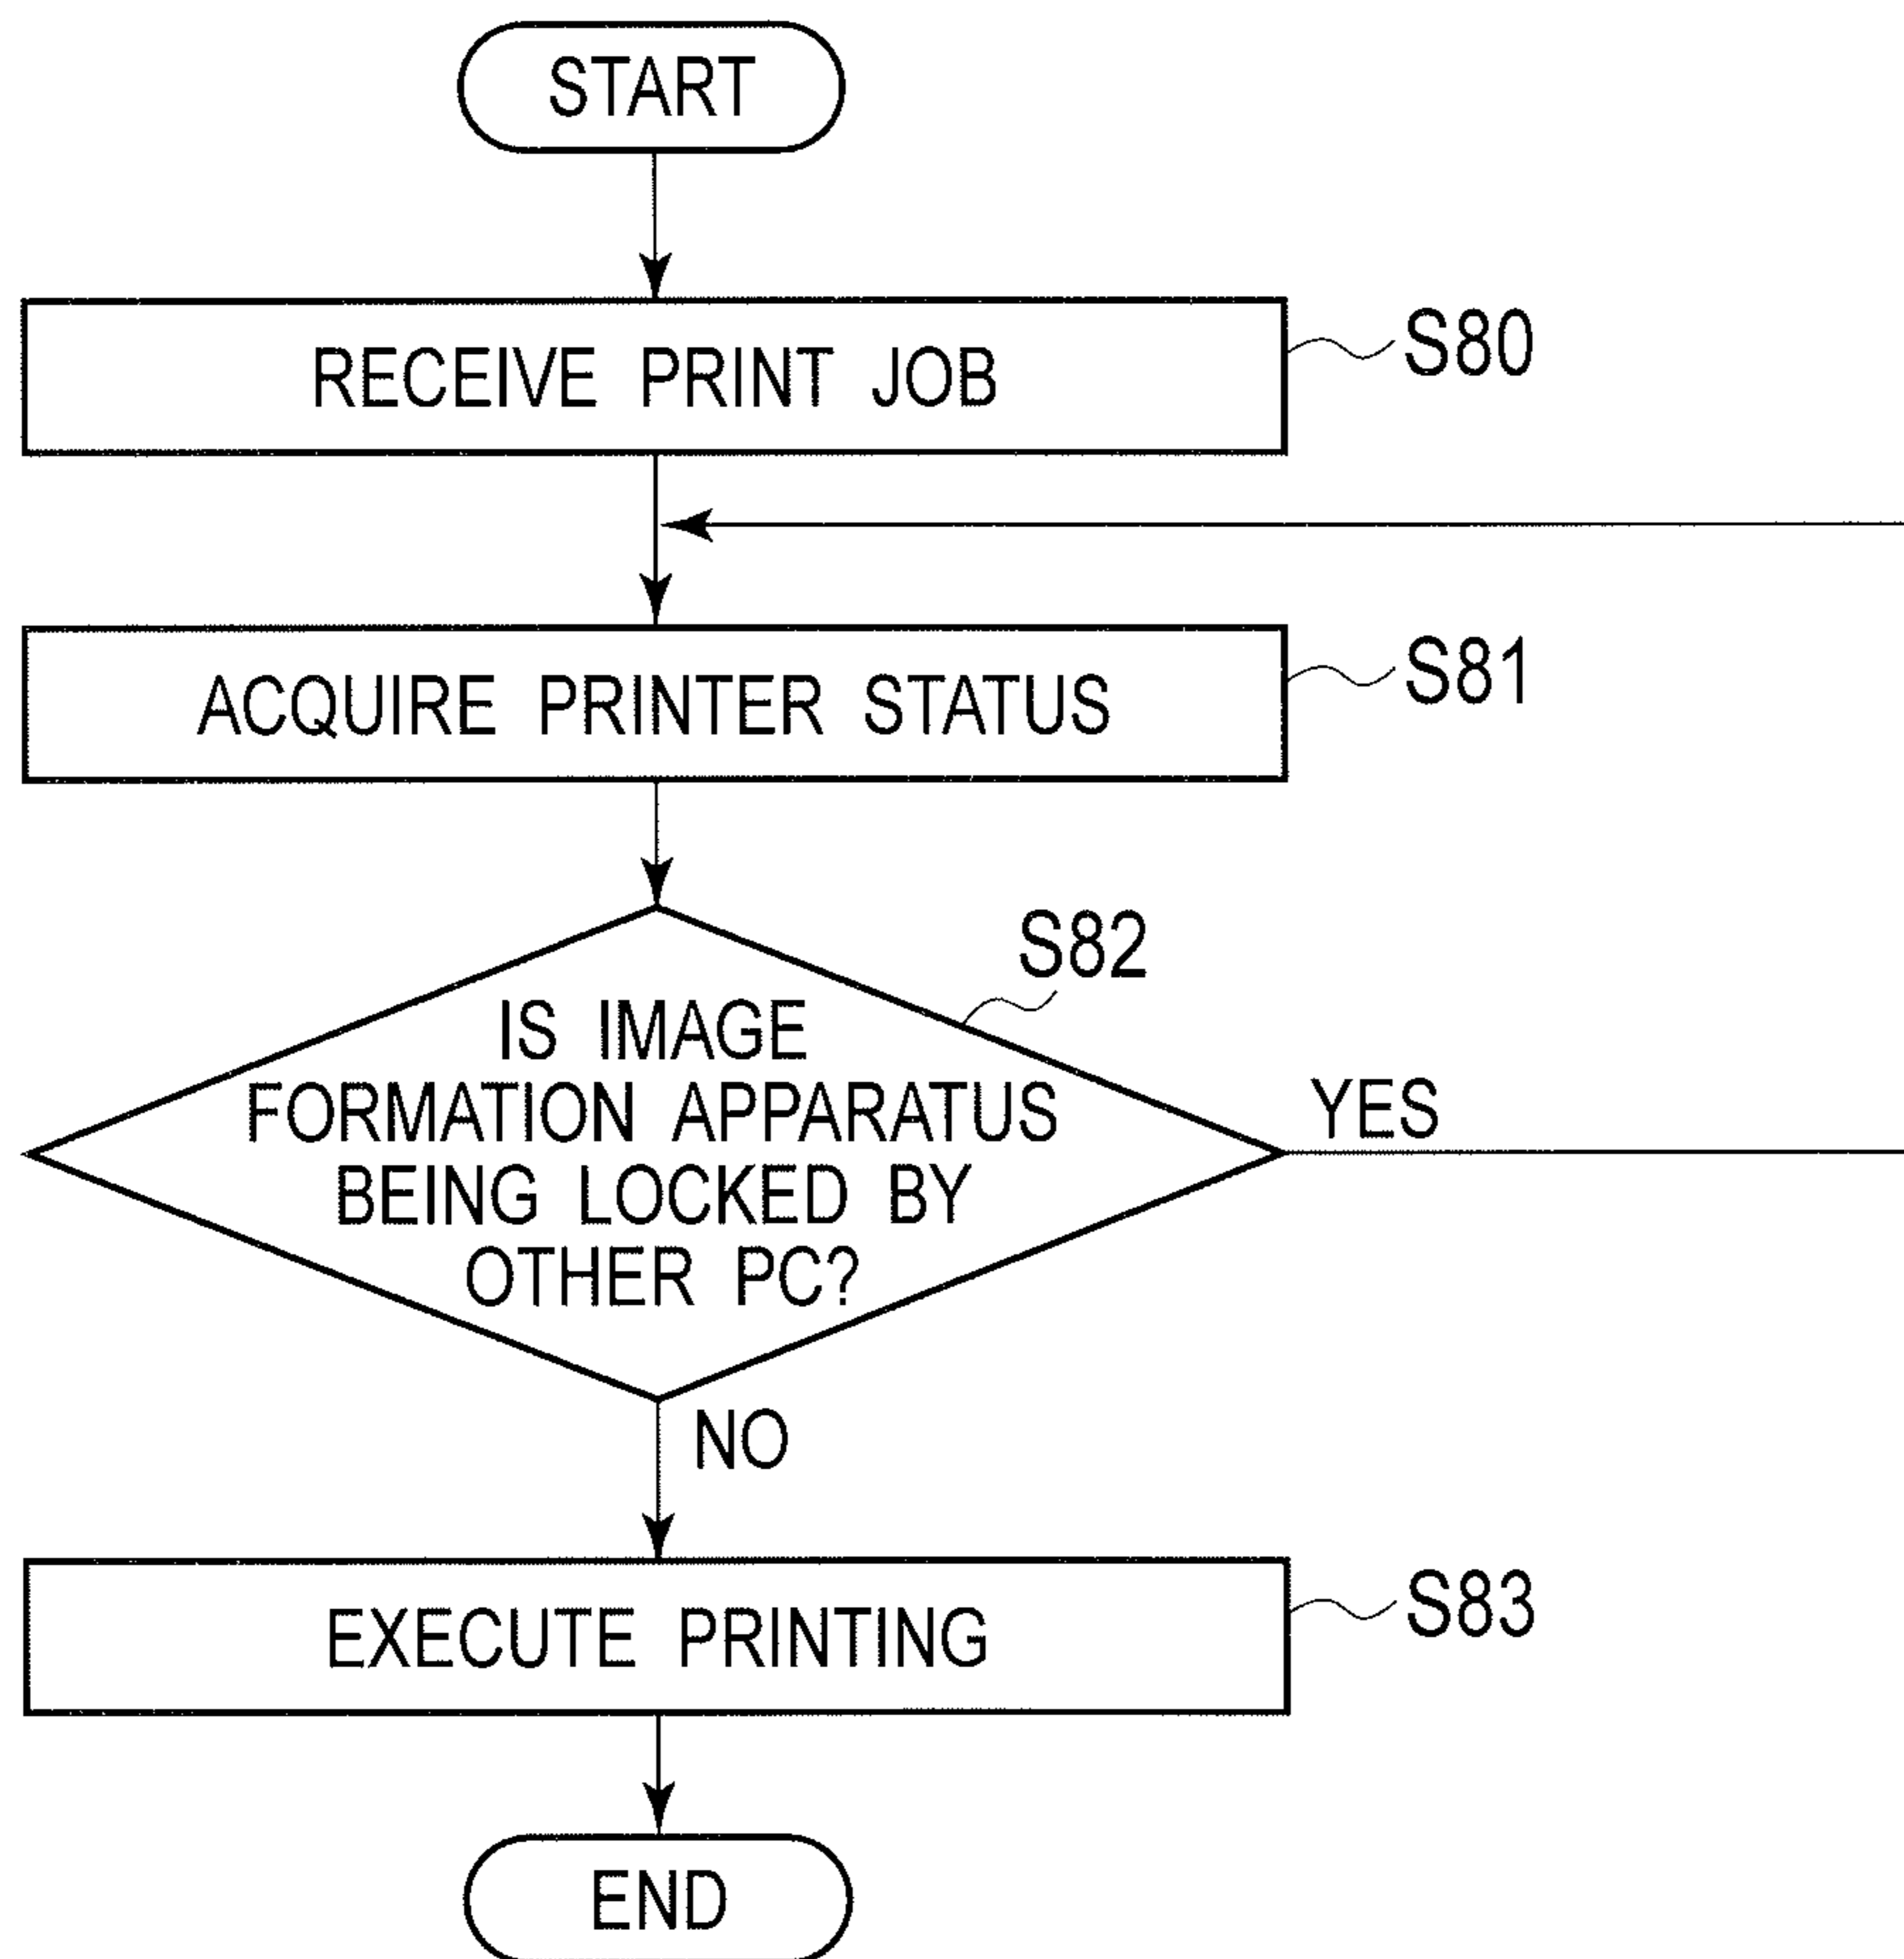 START
RECEIVE PRINT JOB
S80
ACQUIRE PRINTER STATUS
S81
S82
IS IMAGE
FORMATION APPARATUS
BEING LOCKED BY
OTHER PC?
YES
NO
EXECUTE PRINTING
S83
END